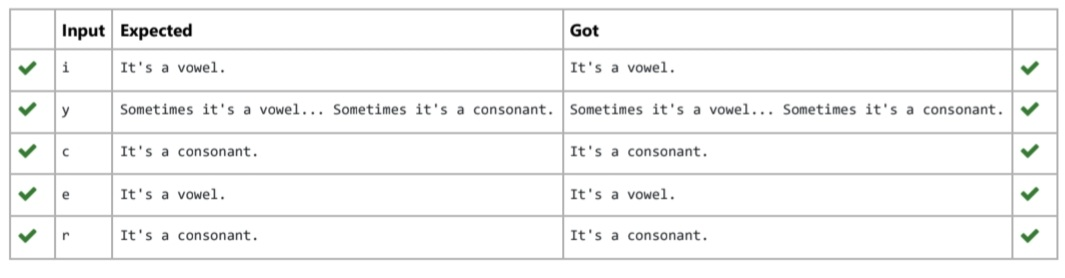 Input Expected Got
i It's a vowel. It's a vowel.
y Sometimes it's a vowel... Sometimes it's a consonant. Sometimes it's a vowel... Sometimes it's a consonant.
c It's a consonant. It's a consonant.
e It's a vowel. It's a vowel.
r It's a consonant. It's a consonant.